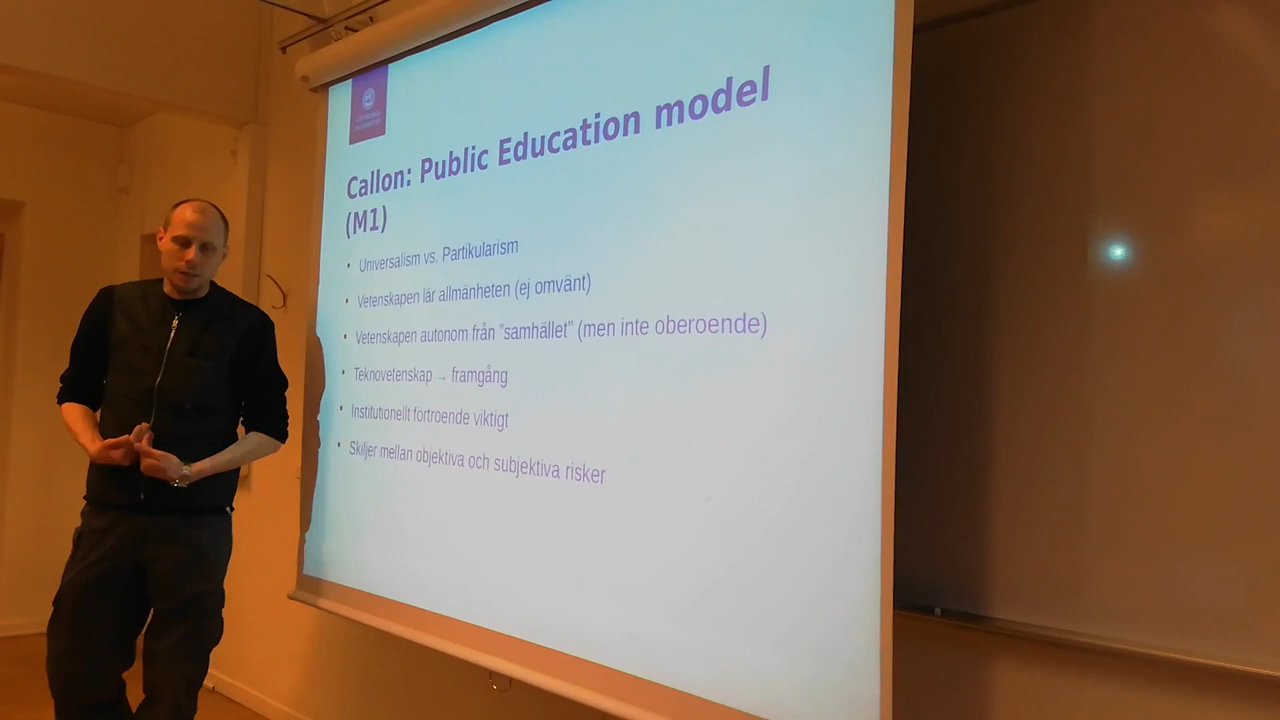 Callon: Public Education model
(M1)
Universalism vs. Partikularism
Vetenskapen lär allmänheten (ej omvänt)
Vetenskapen autonom från "samhället" (men inte oberoende)
Teknovetenskap → framgång
Institutionellt förtroende viktigt
Skiljer mellan objektiva och subjektiva risker